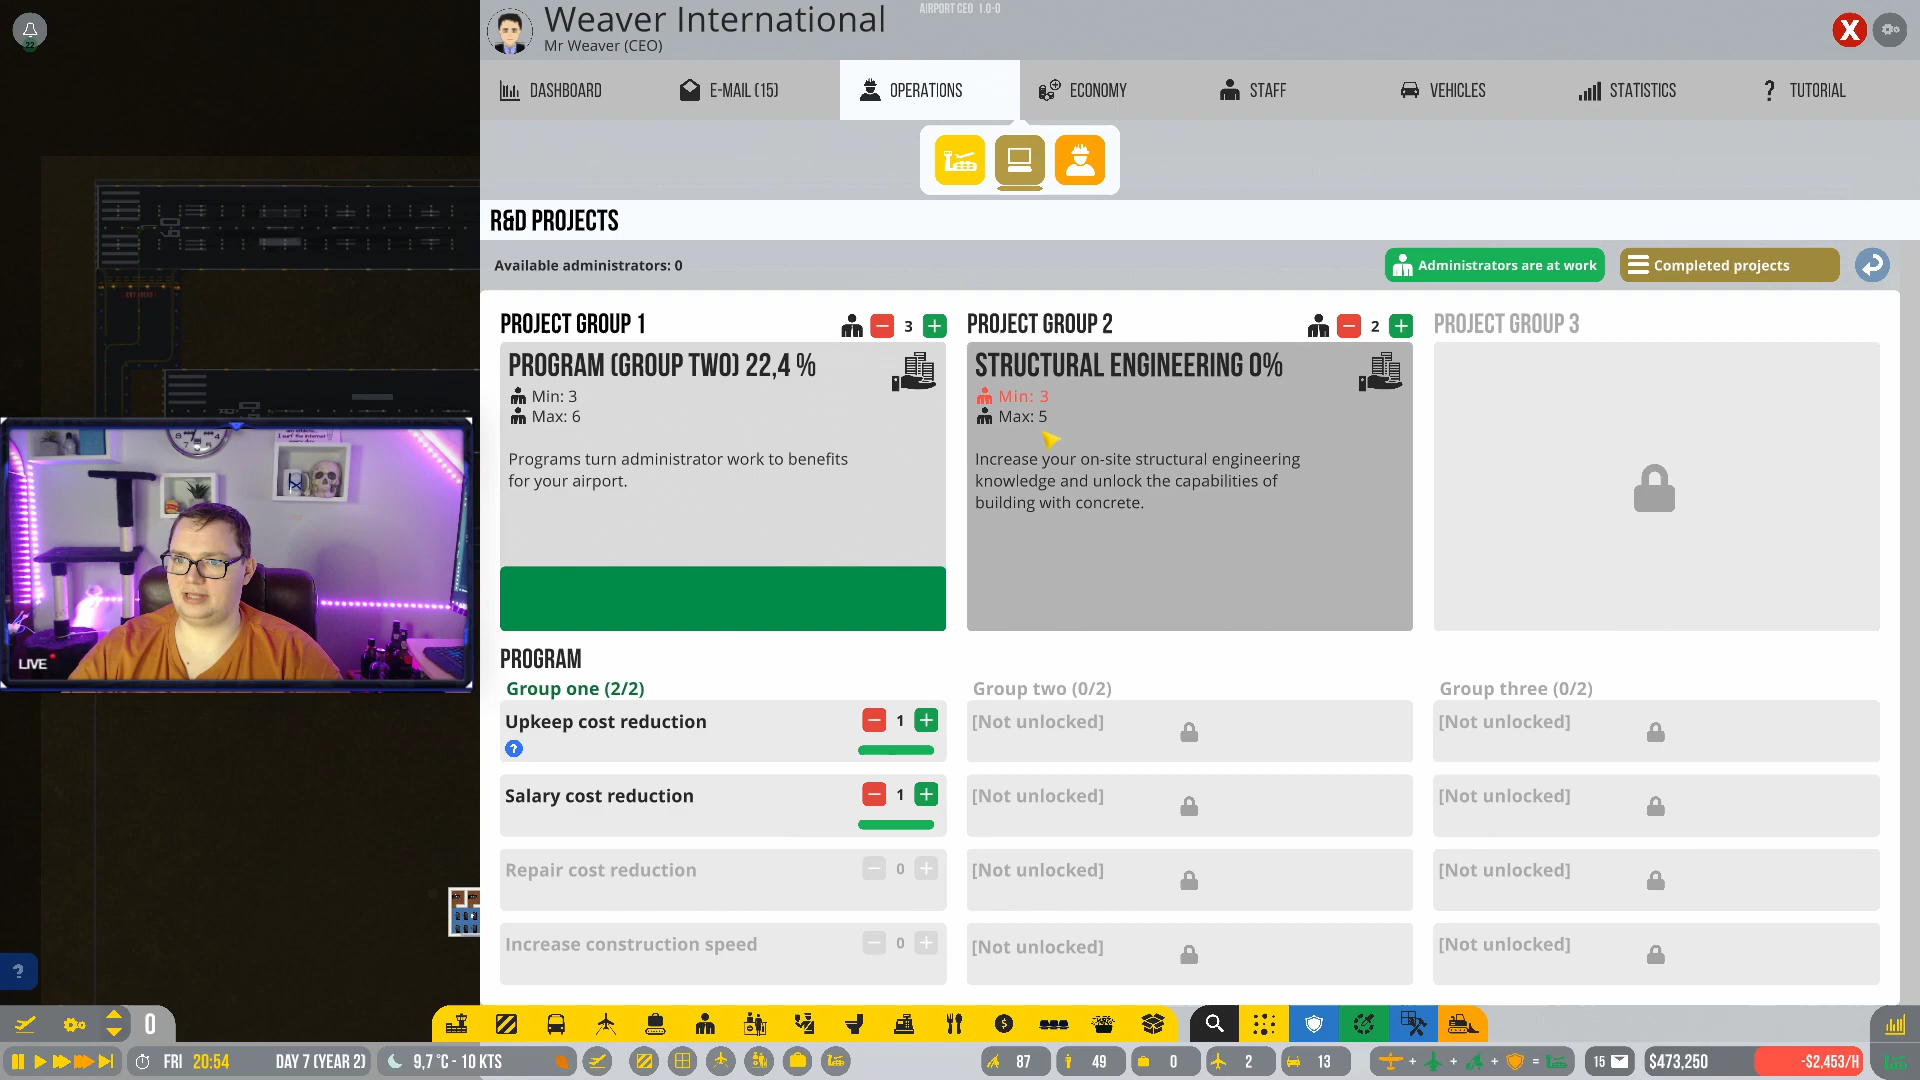 AIRPORT CEO 1.0-0
Weaver International
Mr Weaver (CEO)
22
X
DASHBOARD
E-MAIL (15)
OPERATIONS
ECONOMY
STAFF
VEHICLES
STATISTICS
? TUTORIAL
R&D PROJECTS
Available administrators: 0
Administrators are at work
Completed projects
PROJECT GROUP 1
3
PROJECT GROUP 2
2
PROJECT GROUP 3
PROGRAM (GROUP TWO) 22,4 %
Min: 3
Max: 6
Programs turn administrator work to benefits
for your airport.
STRUCTURAL ENGINEERING 0%
Min: 3
Max: 5
Increase your on-site structural engineering
knowledge and unlock the capabilities of
building with concrete.
LIVE
PROGRAM
Group one (2/2)
Group two (0/2)
Group three (0/2)
Upkeep cost reduction
1
?
[Not unlocked]
[Not unlocked]
Salary cost reduction
1
[Not unlocked]
[Not unlocked]
Repair cost reduction
0
[Not unlocked]
[Not unlocked]
Increase construction speed
0
[Not unlocked]
[Not unlocked]
?
0
FRI 20:54
DAY 7 (YEAR 2)
9,7 °C - 10 KTS
87
49
0
2
13
+ + + =
15
$473,250
-$2,453/H